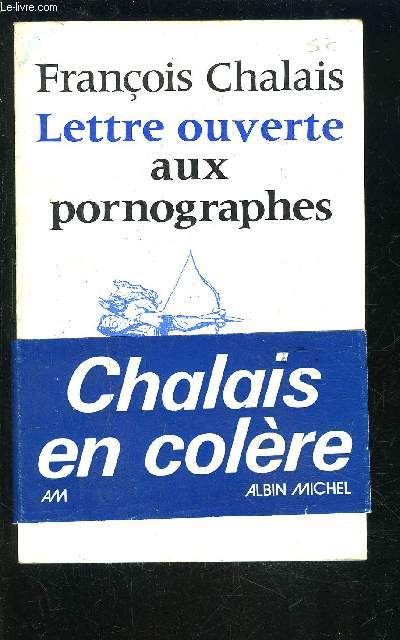 Le-livre.com
François Chalais
Lettre ouverte
aux
pornographes
Chalais
en colère
AM
ALBIN MICHEL